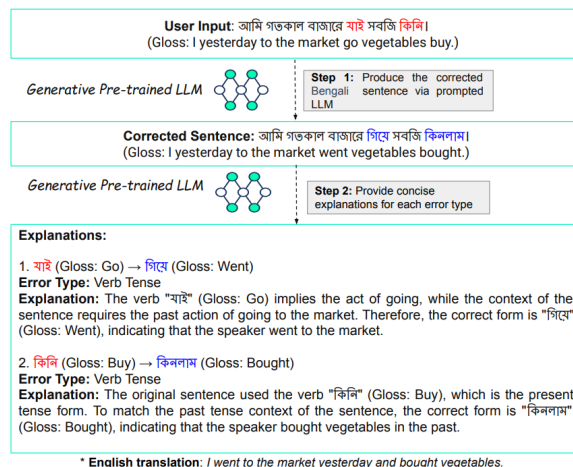 User Input: আমি গতকাল বাজারে যাই সবজি কিনি।
(Gloss: I yesterday to the market go vegetables buy.)
Generative Pre-trained LLM
Step 1: Produce the corrected
Bengali sentence via prompted
LLM
Corrected Sentence: আমি গতকাল বাজারে গিয়ে সবজি কিনলাম।
(Gloss: I yesterday to the market went vegetables bought.)
Generative Pre-trained LLM
Step 2: Provide concise
explanations for each error type
Explanations:
1. যাই (Gloss: Go) → গিয়ে (Gloss: Went)
Error Type: Verb Tense
Explanation: The verb "যাই" (Gloss: Go) implies the act of going, while the context of the
sentence requires the past action of going to the market. Therefore, the correct form is "গিয়ে"
(Gloss: Went), indicating that the speaker went to the market.
2. কিনি (Gloss: Buy) → কিনলাম (Gloss: Bought)
Error Type: Verb Tense
Explanation: The original sentence used the verb "কিনি" (Gloss: Buy), which is the present
tense form. To match the past tense context of the sentence, the correct form is "কিনলাম"
(Gloss: Bought), indicating that the speaker bought vegetables in the past.
* English translation: I went to the market yesterday and bought vegetables.